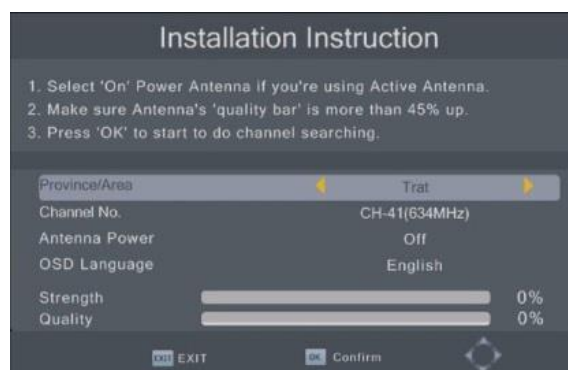 Installation Instruction
1. Select 'On' Power Antenna if you're using Active Antenna.
2. Make sure Antenna's 'quality bar' is more than 45% up.
3. Press 'OK' to start to do channel searching.
Province/Area Trat
Channel No. CH-41(634MHz)
Antenna Power Off
OSD Language English
Strength 0%
Quality 0%
EXIT EXIT OK Confirm